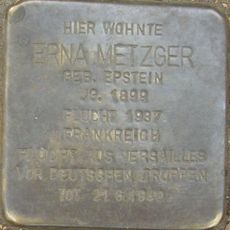 HIER WOHNTE
ERNA METZGER
GEB. EPSTEIN
JG. 1899
FLUCHT 1937
FRANKREICH
FLUCHT AUS VERSAILLES
VOR DEUTSCHEN TRUPPEN
TOT 21.6.1940